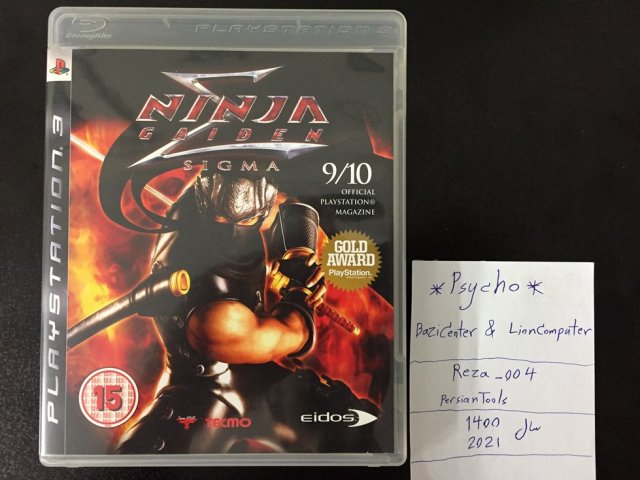 Blu-ray Disc
PLAYSTATION 3
PLAYSTATION 3
NINJA
GAIDEN
SIGMA
9/10
OFFICIAL
PLAYSTATION®
MAGAZINE
GOLD
AWARD
PlayStation.
15
TECMO
eidos
*Psycho*
BaziCenter & LionComputer
Reza_004
PersianTools
1400
2021
سال